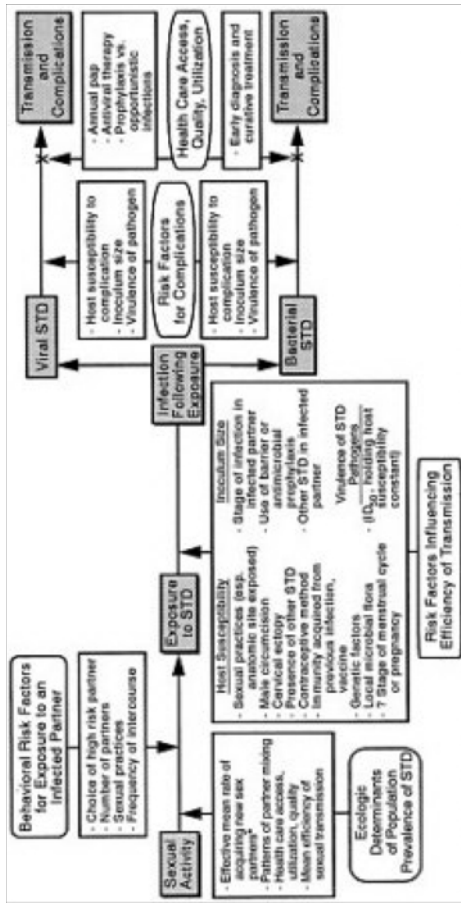 Behavioral Risk Factors
for Exposure to an
Infected Partner
- Choice of high risk partner
- Number of partners
- Sexual practices
- Frequency of intercourse
Sexual Activity
- Effective mean rate of
acquiring new sex
partners
- Patterns of partner mixing
- Health care access,
utilization, quality
- Mean efficiency of
sexual transmission
Ecologic
Determinants
of Population
Prevalence of STD
Exposure
to STD
Host Susceptibility
- Sexual practices (esp.
anatomic site exposed)
- Male circumcision
- Cervical ectopy
- Presence of other STD
- Contraceptive method
- Immunity acquired from
previous infection,
vaccine
- Genetic factors
- Local microbial flora
- ? Stage of menstrual cycle
or pregnancy
Inoculum Size
- Stage of infection in
infected partner
- Use of barrier or
antimicrobial
prophylaxis
- Other STD in infected
partner
Virulence of STD
Pathogens
- (ID50- holding host
susceptibility
constant)
Risk Factors Influencing
Efficiency of Transmission
Infection
Following
Exposure
Viral STD
- Host susceptibility to
complication
- Inoculum size
- Virulence of pathogen
Risk Factors
for Complications
- Host susceptibility to
complication
- Inoculum size
- Virulence of pathogen
Bacterial
STD
Transmission
and
Complications
- Annual pap
- Antiviral therapy
- Prophylaxis vs.
opportunistic
infections
Health Care Access,
Quality, Utilization
- Early diagnosis and
curative treatment
Transmission
and
Complications